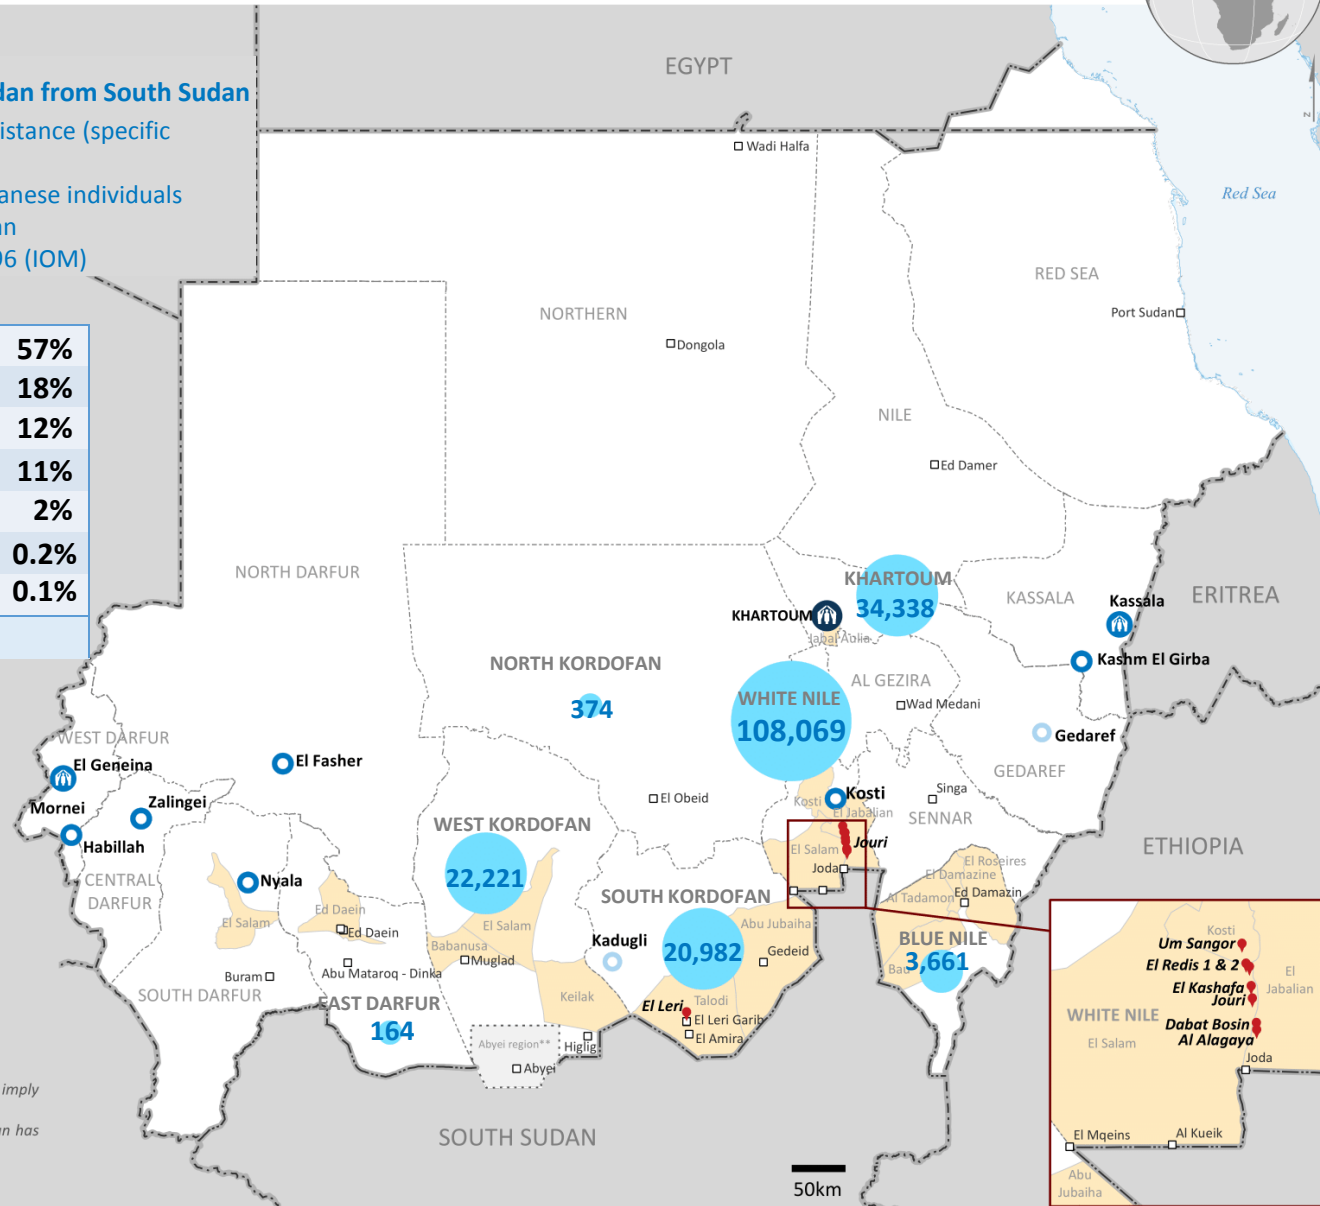 EGYPT
dan from South Sudan
istance (specific
anese individuals
an
96 (IOM)
Wadi Halfa
Red Sea
RED SEA
Port Sudan
NORTHERN
Dongola
57%
18%
12%
11%
2%
0.2%
0.1%
NILE
Ed Damer
NORTH DARFUR
KHARTOUM
34,338
KHARTOUM
Jabal Aulia
KASSALA
Kassala
ERITREA
Kashm El Girba
NORTH KORDOFAN
374
WHITE NILE
108,069
AL GEZIRA
Wad Medani
Gedaref
GEDAREF
WEST DARFUR
El Geneina
El Fasher
Mornei
Zalingei
Habillah
El Obeid
Kosti
Kosti
El Jabalian
Singa
SENNAR
WEST KORDOFAN
22,221
El Salam
Jouri
Joda
ETHIOPIA
El Roseires
El Damazine
Ed Damazin
Al Tadamon
CENTRAL
DARFUR
Nyala
El Salam
Ed Daein
Ed Daein
El Salam
Babanusa
Muglad
SOUTH KORDOFAN
20,982
Abu Jubaiha
Gedeid
Kadugli
BLUE NILE
3,661
Bau
Buram
Abu Mataroq - Dinka
SOUTH DARFUR
EAST DARFUR
164
Keilak
El Leri
Talodi
El Leri Garib
El Amira
Abyei region**
Higlig
Abyei
SOUTH SUDAN
50km
Kosti
Um Sangor
El Redis 1 & 2
El Kashafa
Jouri
El
Jabalian
WHITE NILE
Dabat Bosin
Al Alagaya
El Salam
Joda
El Mqeins
Al Kueik
Abu
Jubaiha
imply
an has
N